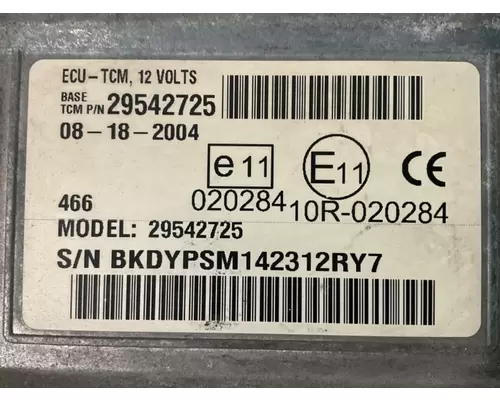 ECU-TCM, 12 VOLTS
BASE TCM P/N 29542725
08-18-2004
e11
E11
CE
020284
10R-020284
466
MODEL: 29542725
S/N BKDYPSM142312RY7